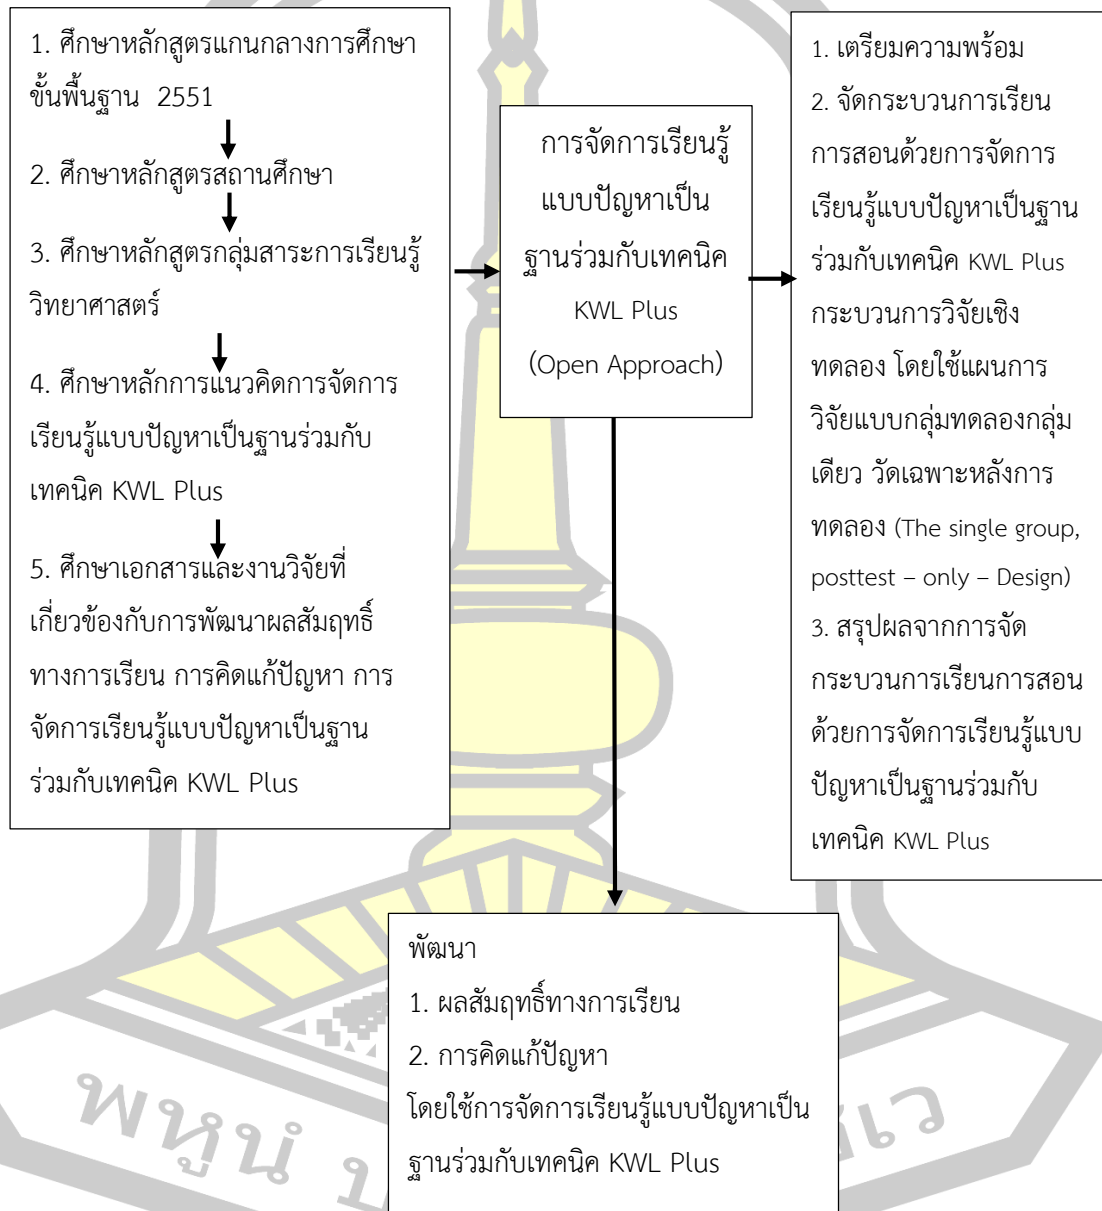 1. ศึกษาหลักสูตรแกนกลางการศึกษา
ขั้นพื้นฐาน 2551
2. ศึกษาหลักสูตรสถานศึกษา
3. ศึกษาหลักสูตรกลุ่มสาระการเรียนรู้
วิทยาศาสตร์
4. ศึกษาหลักการแนวคิดการจัดการ
เรียนรู้แบบปัญหาเป็นฐานร่วมกับ
เทคนิค KWL Plus
5. ศึกษาเอกสารและงานวิจัยที่
เกี่ยวข้องกับการพัฒนาผลสัมฤทธิ์
ทางการเรียน การคิดแก้ปัญหา การ
จัดการเรียนรู้แบบปัญหาเป็นฐาน
ร่วมกับเทคนิค KWL Plus
การจัดการเรียนรู้
แบบปัญหาเป็น
ฐานร่วมกับเทคนิค
KWL Plus
(Open Approach)
1. เตรียมความพร้อม
2. จัดกระบวนการเรียน
การสอนด้วยการจัดการ
เรียนรู้แบบปัญหาเป็นฐาน
ร่วมกับเทคนิค KWL Plus
กระบวนการวิจัยเชิง
ทดลอง โดยใช้แผนการ
วิจัยแบบกลุ่มทดลองกลุ่ม
เดียว วัดเฉพาะหลังการ
ทดลอง (The single group,
posttest – only – Design)
3. สรุปผลจากการจัด
กระบวนการเรียนการสอน
ด้วยการจัดการเรียนรู้แบบ
ปัญหาเป็นฐานร่วมกับ
เทคนิค KWL Plus
พัฒนา
1. ผลสัมฤทธิ์ทางการเรียน
2. การคิดแก้ปัญหา
โดยใช้การจัดการเรียนรู้แบบปัญหาเป็น
ฐานร่วมกับเทคนิค KWL Plus
พหูนํ